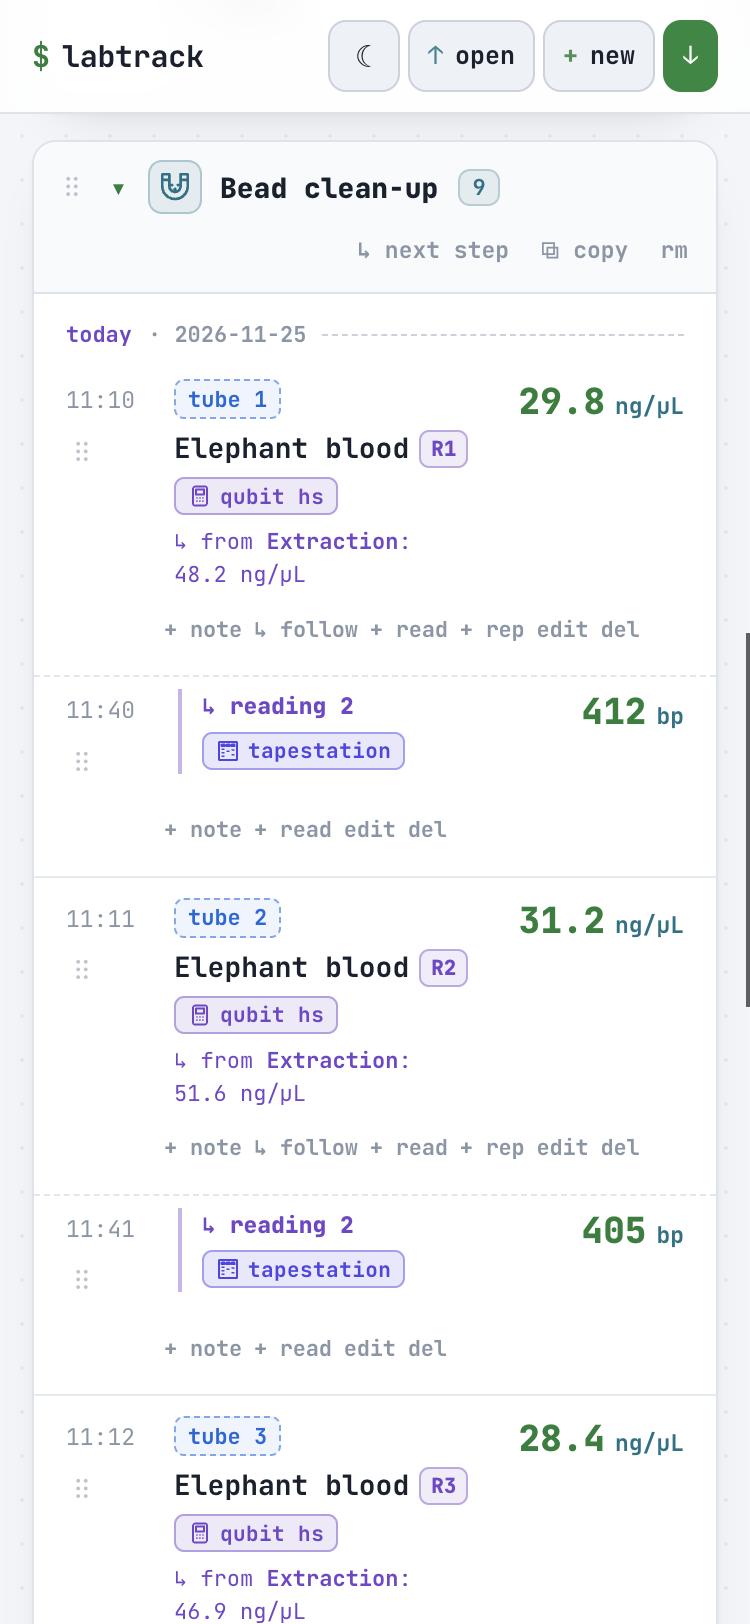 $ labtrack ☾ ↑ open + new ↓
▼ Bead clean-up 9
↳ next step copy rm
today · 2026-11-25
11:10 tube 1 29.8 ng/µL
Elephant blood R1
qubit hs
↳ from Extraction:
48.2 ng/µL
+ note ↳ follow + read + rep edit del
11:40 ↳ reading 2 412 bp
tapestation
+ note + read edit del
11:11 tube 2 31.2 ng/µL
Elephant blood R2
qubit hs
↳ from Extraction:
51.6 ng/µL
+ note ↳ follow + read + rep edit del
11:41 ↳ reading 2 405 bp
tapestation
+ note + read edit del
11:12 tube 3 28.4 ng/µL
Elephant blood R3
qubit hs
↳ from Extraction:
46.9 ng/µL